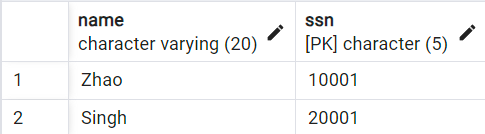 name ssn
character varying (20) [PK] character (5)
1 Zhao 10001
2 Singh 20001